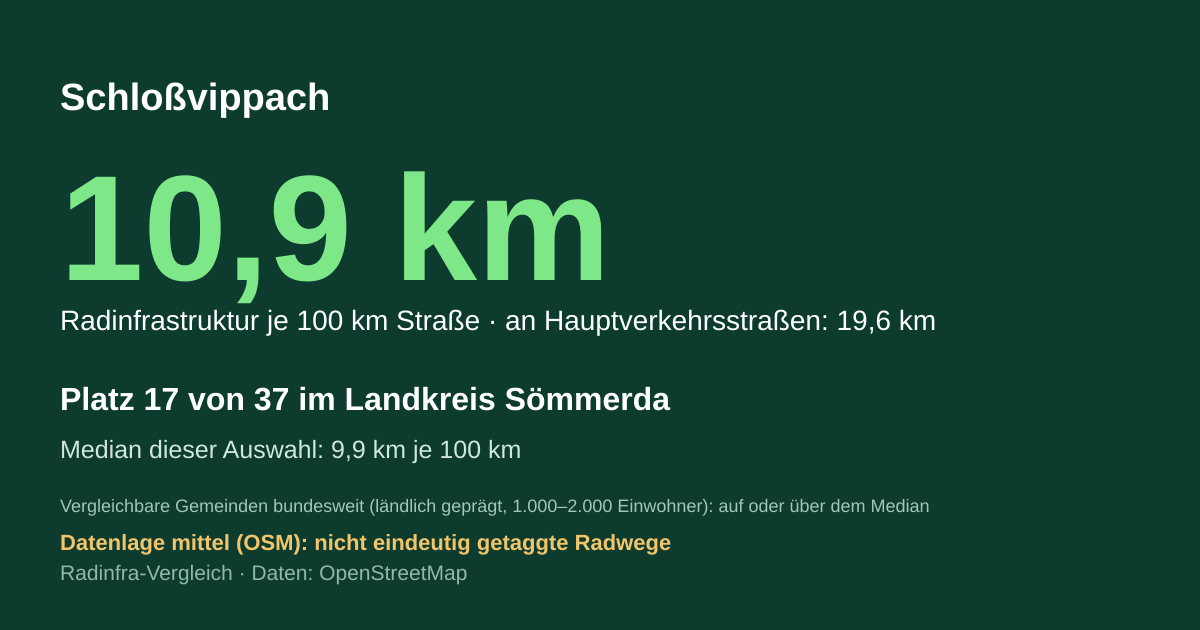 Schloßvippach
10,9 km
Radinfrastruktur je 100 km Straße · an Hauptverkehrsstraßen: 19,6 km
Platz 17 von 37 im Landkreis Sömmerda
Median dieser Auswahl: 9,9 km je 100 km
Vergleichbare Gemeinden bundesweit (ländlich geprägt, 1.000–2.000 Einwohner): auf oder über dem Median
Datenlage mittel (OSM): nicht eindeutig getaggte Radwege
Radinfra-Vergleich · Daten: OpenStreetMap